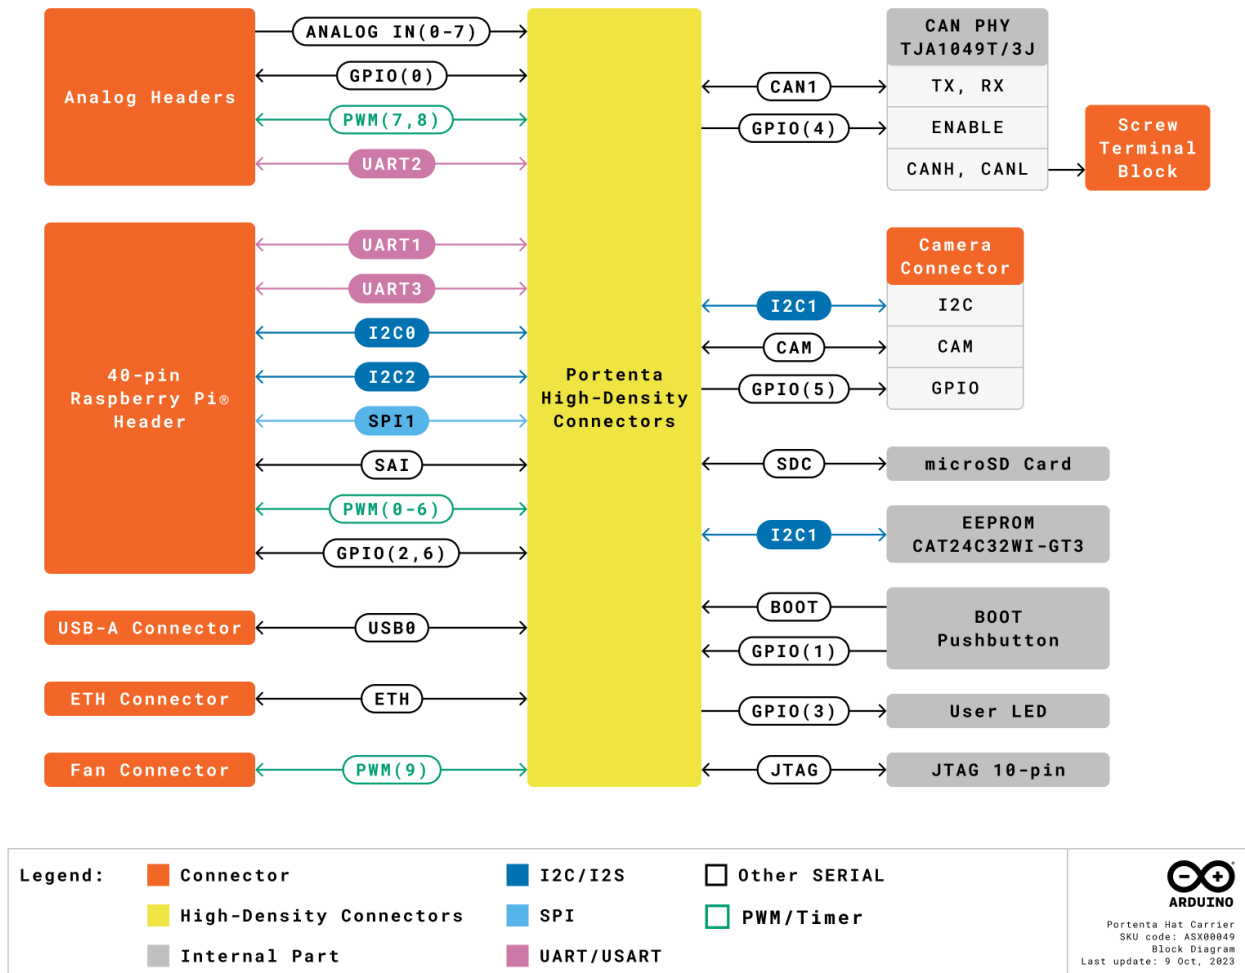 Analog Headers
ANALOG IN(0-7)
GPIO(0)
PWM(7,8)
UART2
40-pin
Raspberry Pi®
Header
UART1
UART3
I2C0
I2C2
SPI1
SAI
PWM(0-6)
GPIO(2,6)
USB-A Connector
USB0
ETH Connector
ETH
Fan Connector
PWM(9)
Portenta
High-Density
Connectors
CAN1
GPIO(4)
CAN PHY
TJA1049T/3J
TX, RX
ENABLE
CANH, CANL
Screw
Terminal
Block
I2C1
CAM
GPIO(5)
Camera
Connector
I2C
CAM
GPIO
SDC
microSD Card
I2C1
EEPROM
CAT24C32WI-GT3
BOOT
GPIO(1)
BOOT
Pushbutton
GPIO(3)
User LED
JTAG
JTAG 10-pin
Legend:
Connector
High-Density Connectors
Internal Part
I2C/I2S
SPI
UART/USART
Other SERIAL
PWM/Timer
ARDUINO
Portenta Hat Carrier
SKU code: ASX00049
Block Diagram
Last update: 9 Oct, 2023